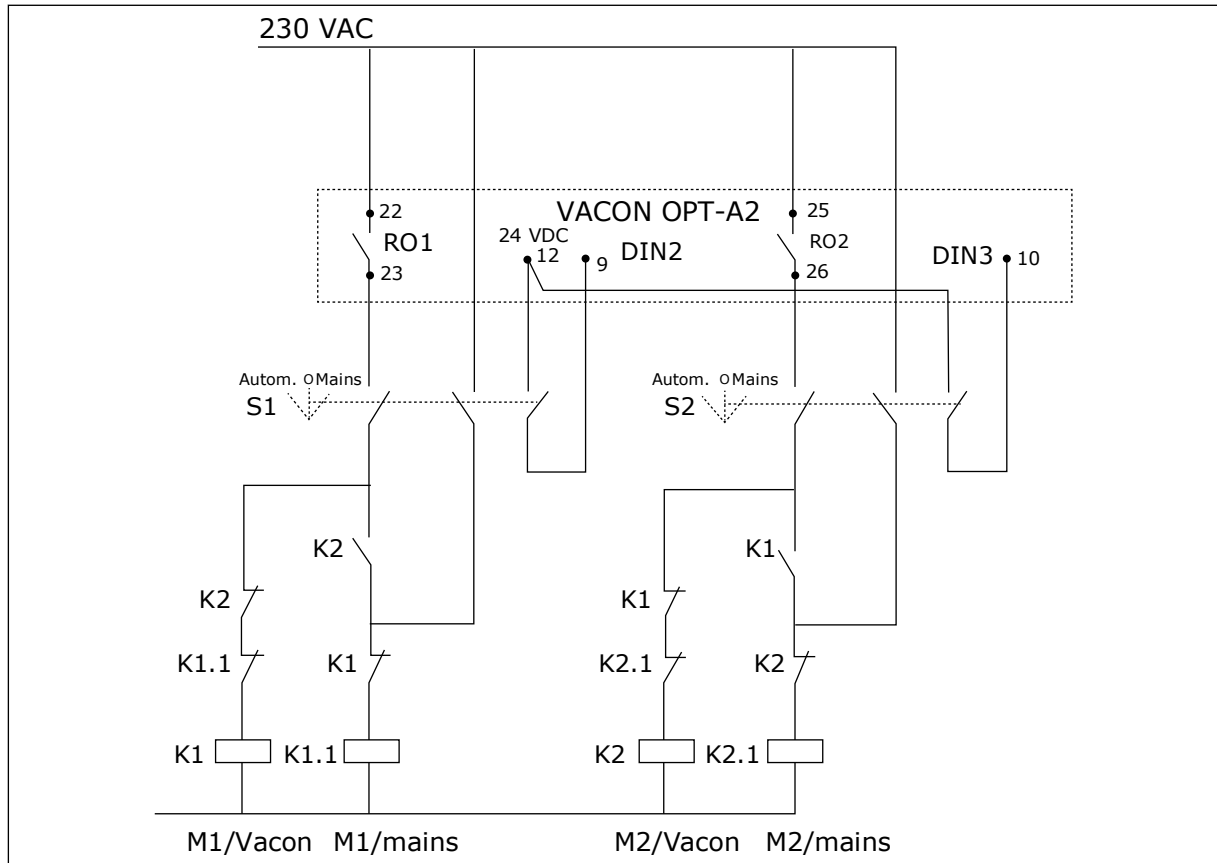 230 VAC
VACON OPT-A2
22
RO1
23
24 VDC
12
9
DIN2
25
RO2
26
DIN3
10
Autom. O Mains
S1
Autom. O Mains
S2
K2
K2
K1.1
K1
K1
K1.1
K1
K1
K2.1
K2
K2
K2.1
M1/Vacon
M1/mains
M2/Vacon
M2/mains